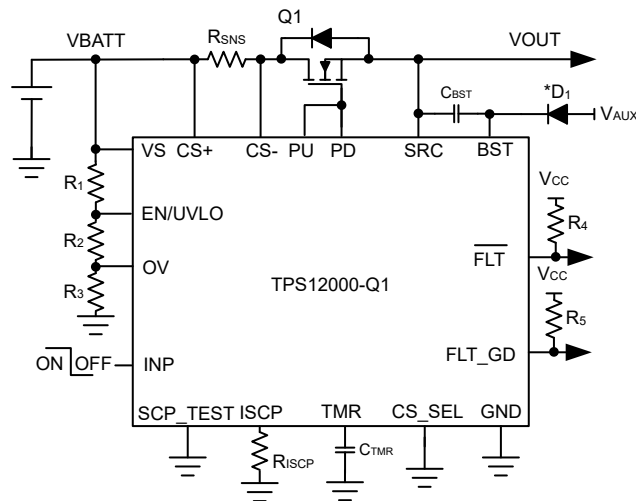 Q1
VBATT
RSNS
VOUT
CBST
*D1
VAUX
VS
CS+
CS-
PU
PD
SRC
BST
R1
EN/UVLO
R2
OV
R3
TPS12000-Q1
VCC
R4
FLT
VCC
R5
FLT_GD
ON
OFF
INP
SCP_TEST
ISCP
TMR
CS_SEL
GND
RISCP
CTMR